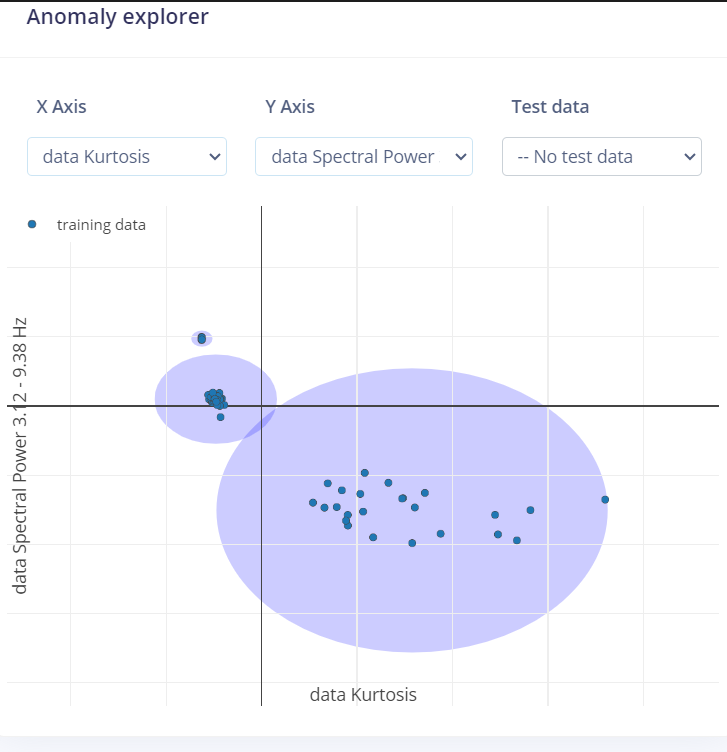 Anomaly explorer
X Axis
Y Axis
Test data
data Kurtosis
data Spectral Power
-- No test data
training data
data Spectral Power 3.12 - 9.38 Hz
data Kurtosis